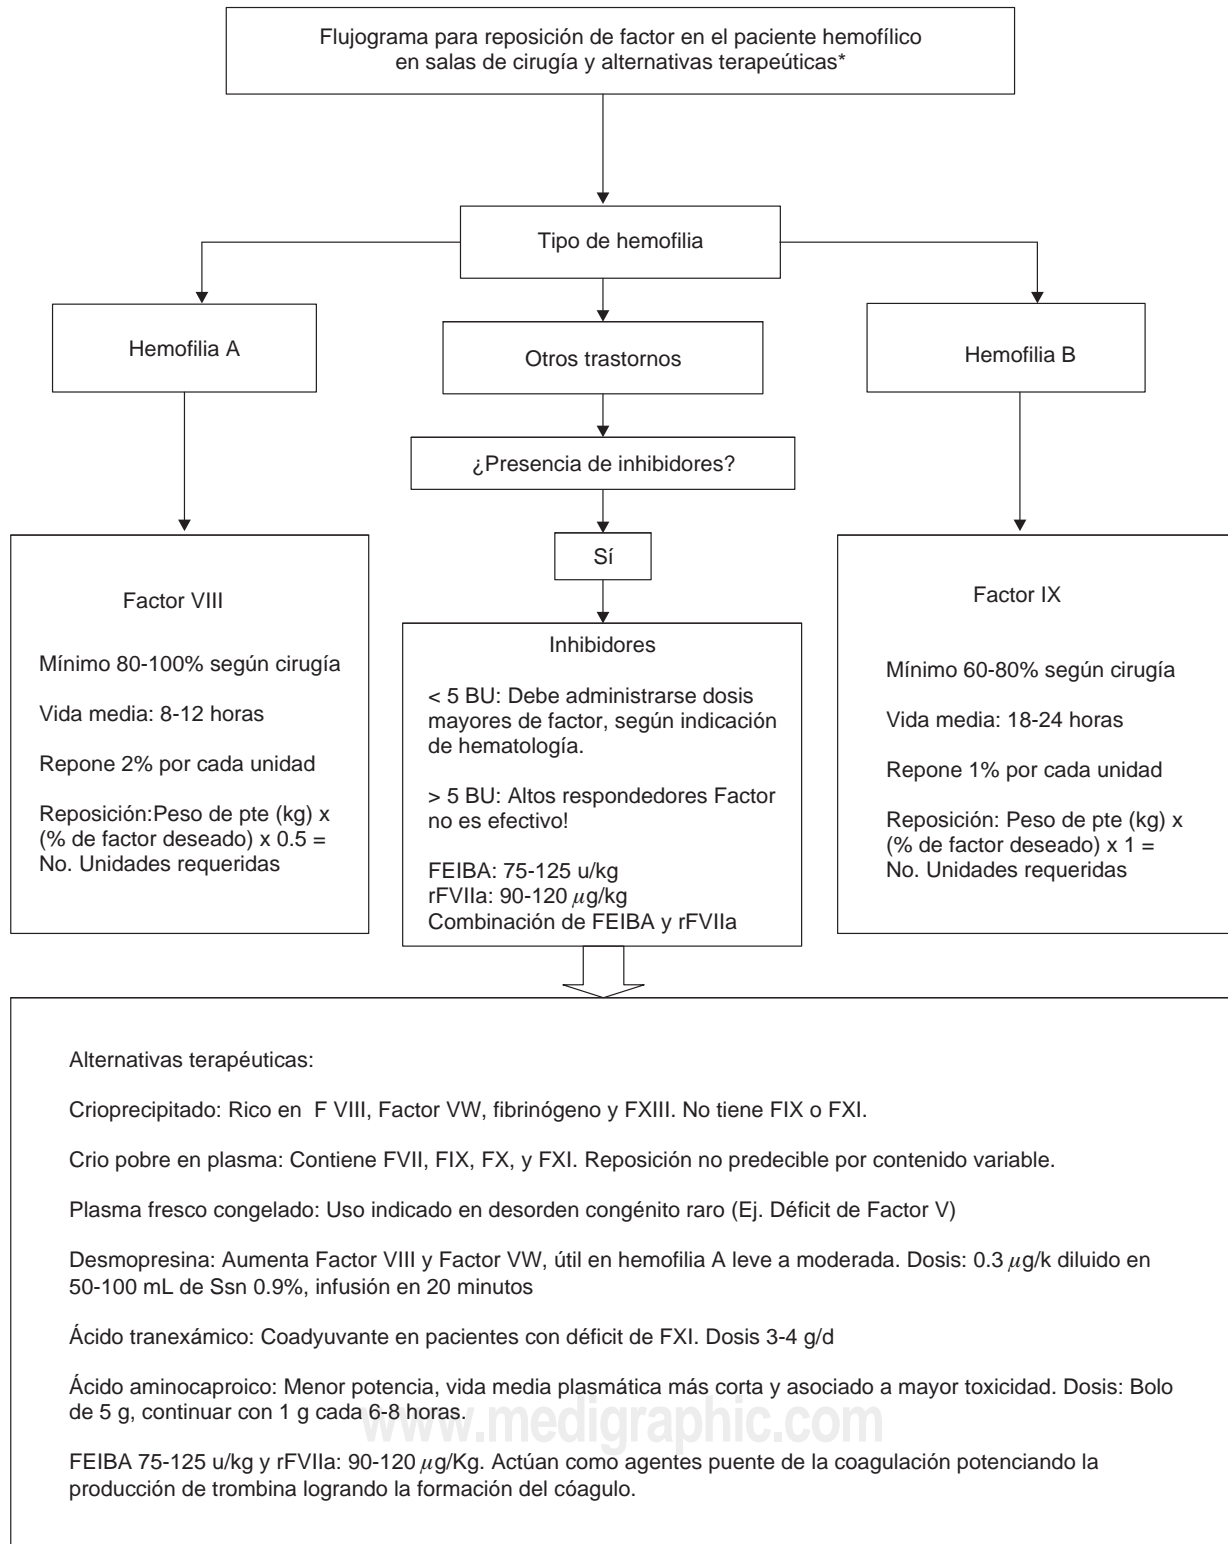 Flujograma para reposición de factor en el paciente hemofílico
en salas de cirugía y alternativas terapeúticas*
Tipo de hemofilia
Hemofilia A
Otros trastornos
Hemofilia B
¿Presencia de inhibidores?
Sí
Factor VIII
Mínimo 80-100% según cirugía
Vida media: 8-12 horas
Repone 2% por cada unidad
Reposición:Peso de pte (kg) x
(% de factor deseado) x 0.5 =
No. Unidades requeridas
Inhibidores
< 5 BU: Debe administrarse dosis
mayores de factor, según indicación
de hematología.
> 5 BU: Altos respondedores Factor
no es efectivo!
FEIBA: 75-125 u/kg
rFVIIa: 90-120 µg/kg
Combinación de FEIBA y rFVIIa
Factor IX
Mínimo 60-80% según cirugía
Vida media: 18-24 horas
Repone 1% por cada unidad
Reposición: Peso de pte (kg) x
(% de factor deseado) x 1 =
No. Unidades requeridas
Alternativas terapéuticas:
Crioprecipitado: Rico en F VIII, Factor VW, fibrinógeno y FXIII. No tiene FIX o FXI.
Crio pobre en plasma: Contiene FVII, FIX, FX, y FXI. Reposición no predecible por contenido variable.
Plasma fresco congelado: Uso indicado en desorden congénito raro (Ej. Déficit de Factor V)
Desmopresina: Aumenta Factor VIII y Factor VW, útil en hemofilia A leve a moderada. Dosis: 0.3 µg/k diluido en
50-100 mL de Ssn 0.9%, infusión en 20 minutos
Ácido tranexámico: Coadyuvante en pacientes con déficit de FXI. Dosis 3-4 g/d
Ácido aminocaproico: Menor potencia, vida media plasmática más corta y asociado a mayor toxicidad. Dosis: Bolo
de 5 g, continuar con 1 g cada 6-8 horas.
www.medigraphic.com
FEIBA 75-125 u/kg y rFVIIa: 90-120 µg/Kg. Actúan como agentes puente de la coagulación potenciando la
producción de trombina logrando la formación del cóagulo.